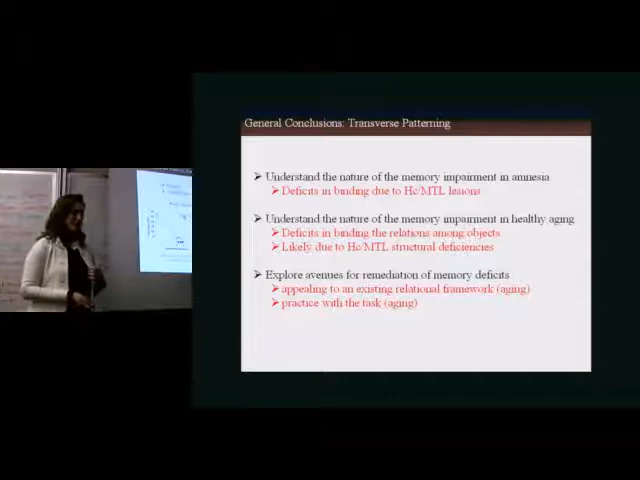 General Conclusions: Transverse Patterning
➢ Understand the nature of the memory impairment in amnesia
➢ Deficits in binding due to Hc/MTL lesions
➢ Understand the nature of the memory impairment in healthy aging
➢ Deficits in binding the relations among objects
➢ Likely due to Hc/MTL structural deficiencies
➢ Explore avenues for remediation of memory deficits
➢ appealing to an existing relational framework (aging)
➢ practice with the task (aging)